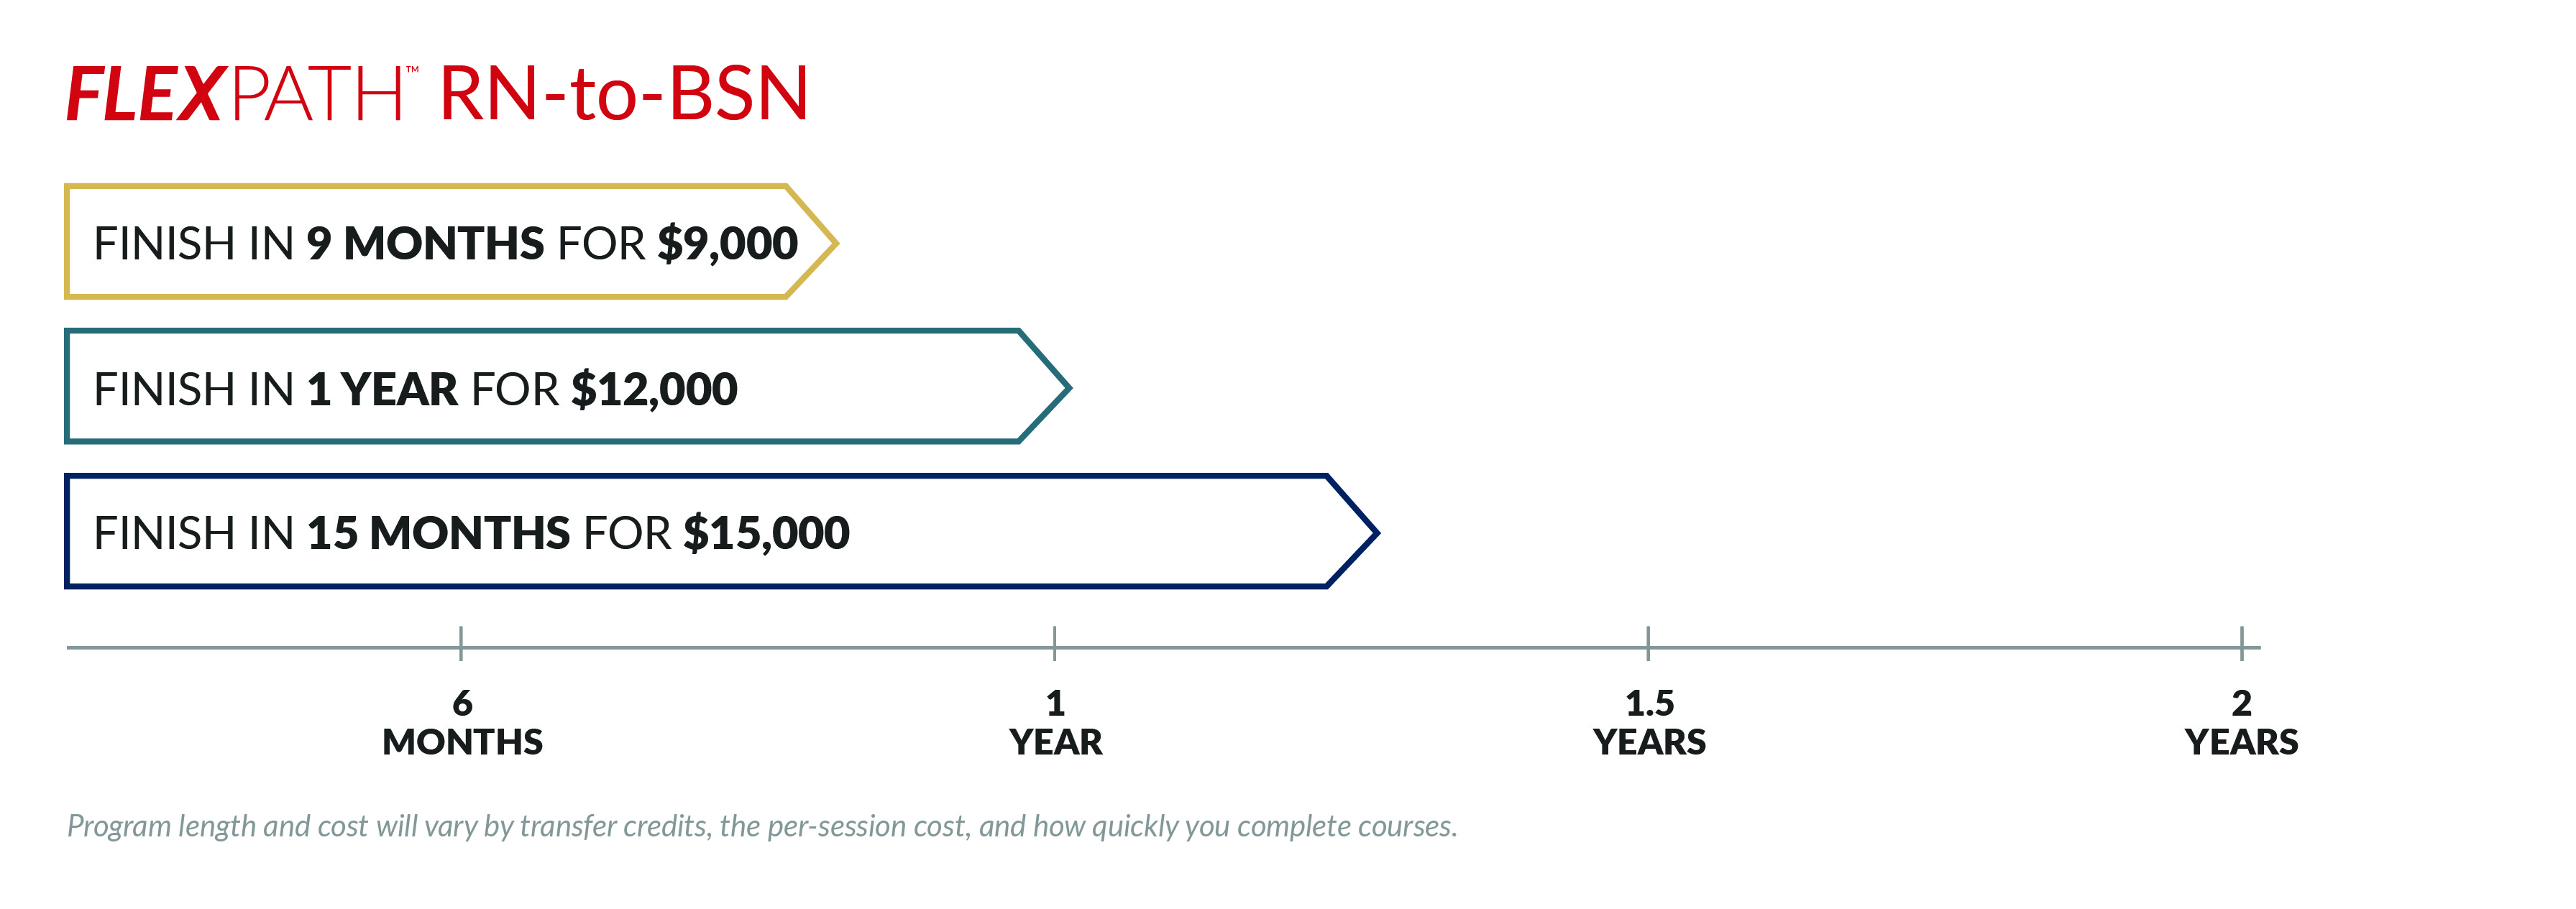 FLEXPATH™ RN-to-BSN
FINISH IN 9 MONTHS FOR $9,000
FINISH IN 1 YEAR FOR $12,000
FINISH IN 15 MONTHS FOR $15,000
6 MONTHS
1 YEAR
1.5 YEARS
2 YEARS
Program length and cost will vary by transfer credits, the per-session cost, and how quickly you complete courses.